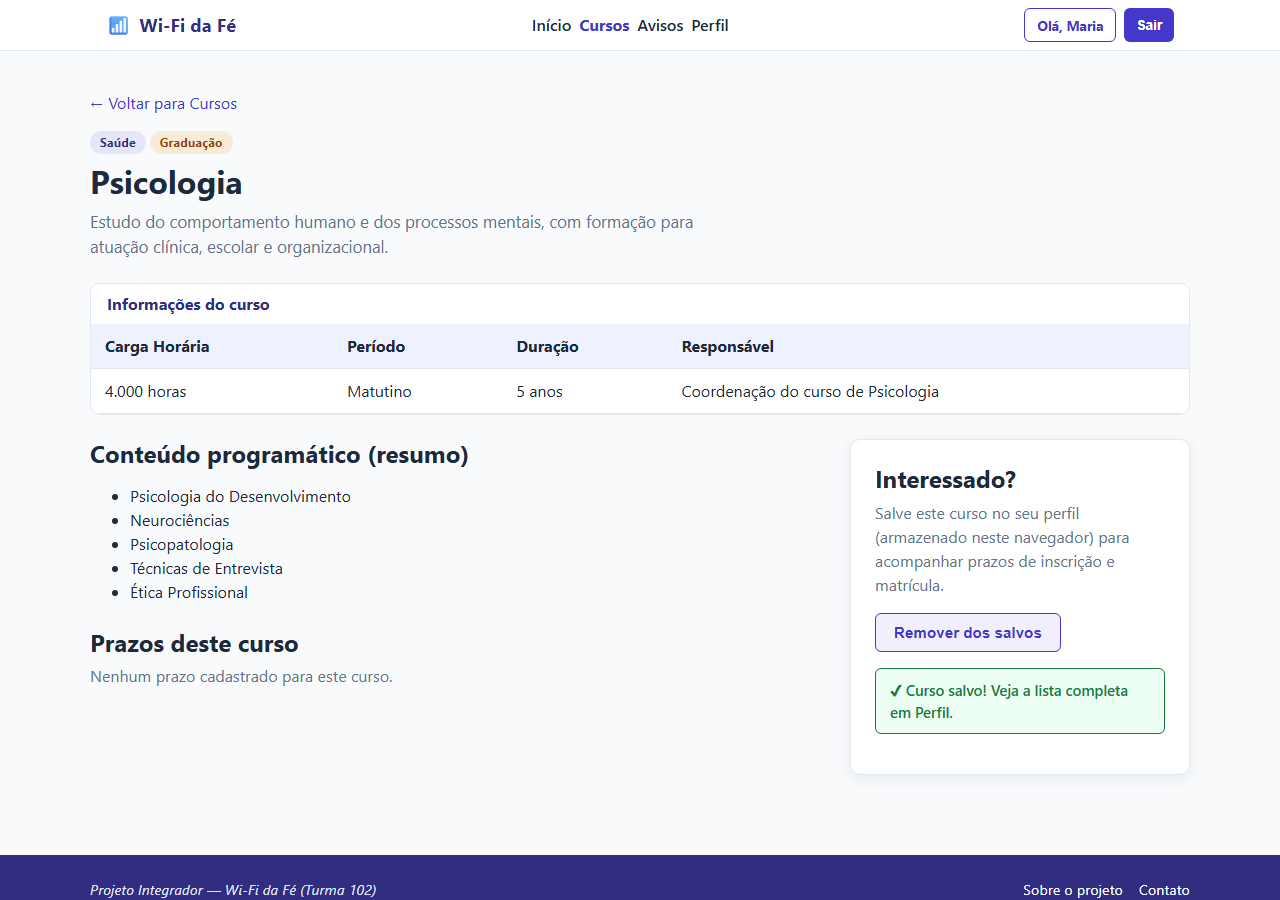 Wi-Fi da Fé
Início Cursos Avisos Perfil
Olá, Maria
Sair
← Voltar para Cursos
Saúde
Graduação
Psicologia
Estudo do comportamento humano e dos processos mentais, com formação para
atuação clínica, escolar e organizacional.
Informações do curso
Carga Horária Período Duração Responsável
4.000 horas Matutino 5 anos Coordenação do curso de Psicologia
Conteúdo programático (resumo)
• Psicologia do Desenvolvimento
• Neurociências
• Psicopatologia
• Técnicas de Entrevista
• Ética Profissional
Prazos deste curso
Nenhum prazo cadastrado para este curso.
Interessado?
Salve este curso no seu perfil
(armazenado neste navegador) para
acompanhar prazos de inscrição e
matrícula.
Remover dos salvos
✔ Curso salvo! Veja a lista completa
em Perfil.
Projeto Integrador — Wi-Fi da Fé (Turma 102)
Sobre o projeto Contato